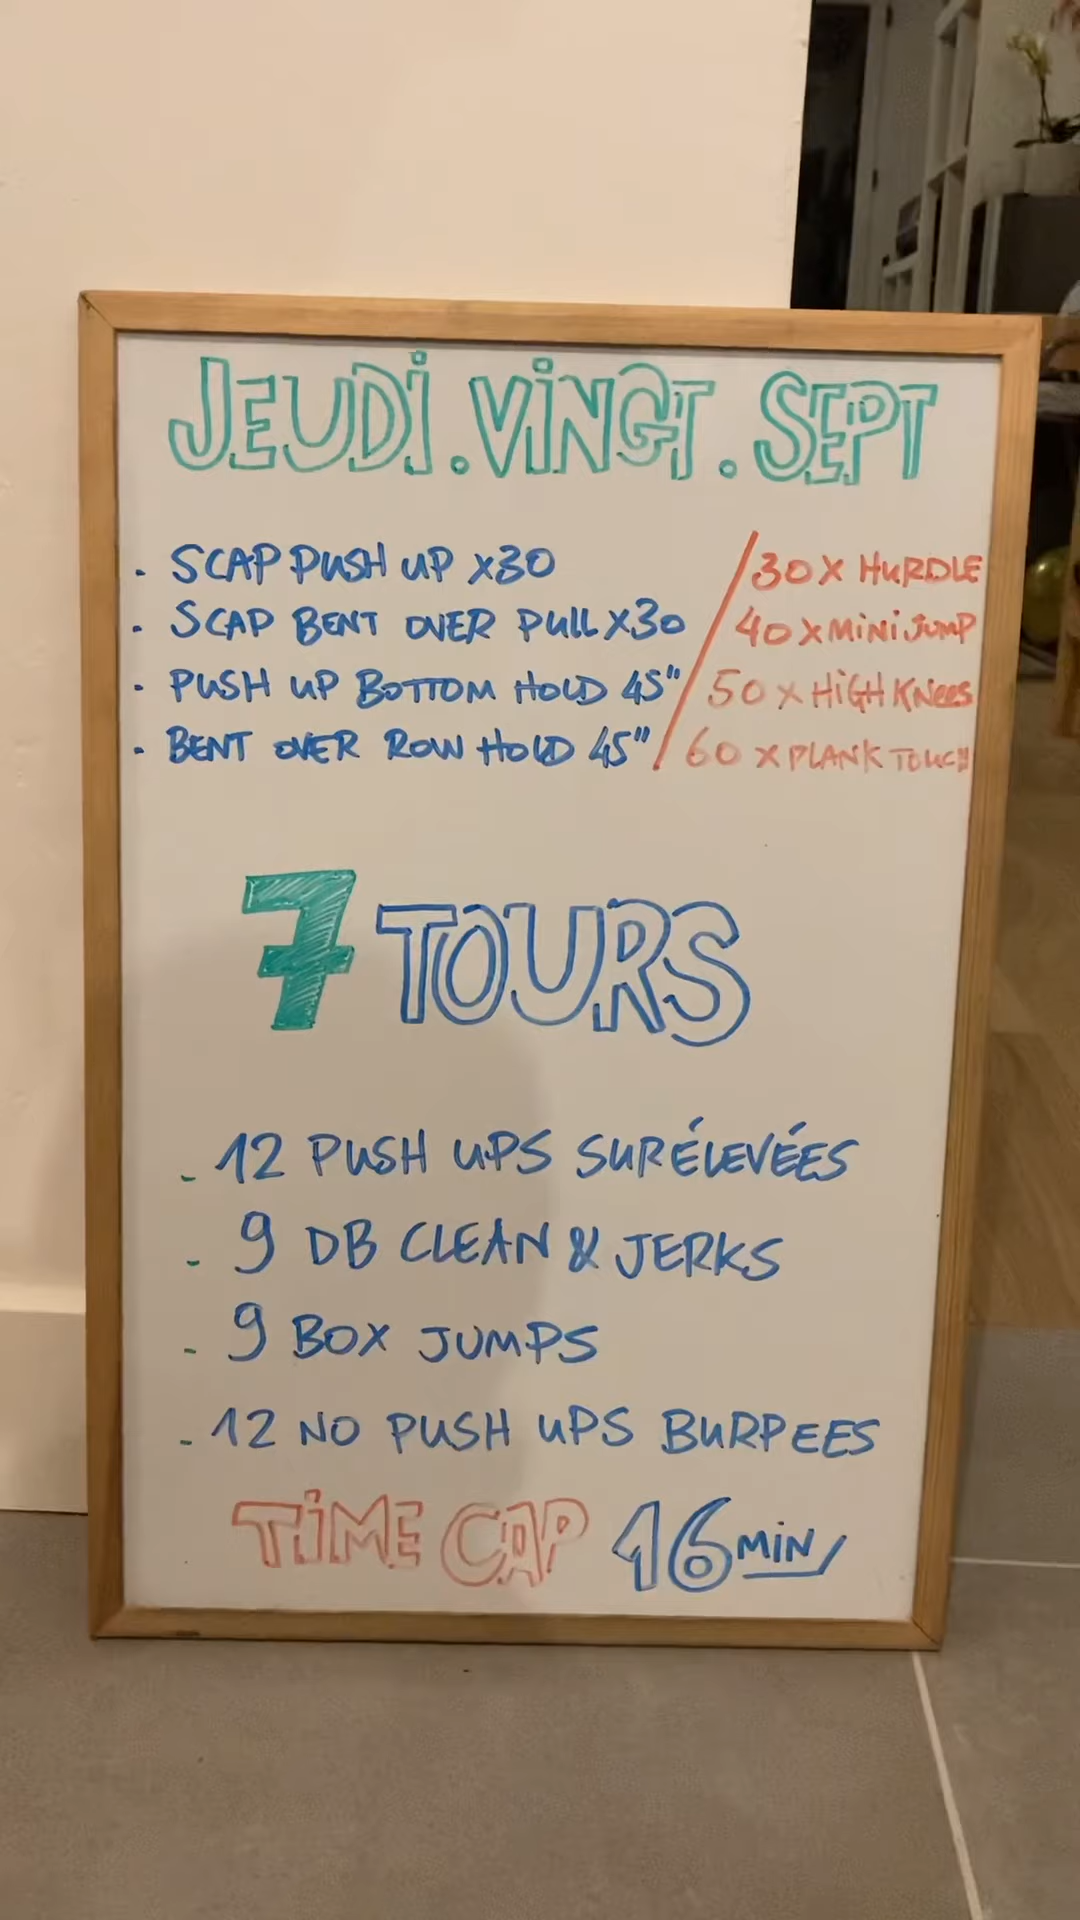 JEUDI.VINGT.SEPT
. SCAP PUSH UP x30 / 30 X HURDLE
. SCAP BENT OVER PULL X30 / 40 X MINI JUMP
. PUSH UP BOTTOM HOLD 45" / 50 X HIGH KNEES
. BENT OVER ROW HOLD 45" / 60 X PLANK TOUCH
7 TOURS
- 12 PUSH UPS SURÉLEVÉES
- 9 DB CLEAN & JERKS
- 9 BOX JUMPS
- 12 NO PUSH UPS BURPEES
TIME CAP 16 MIN